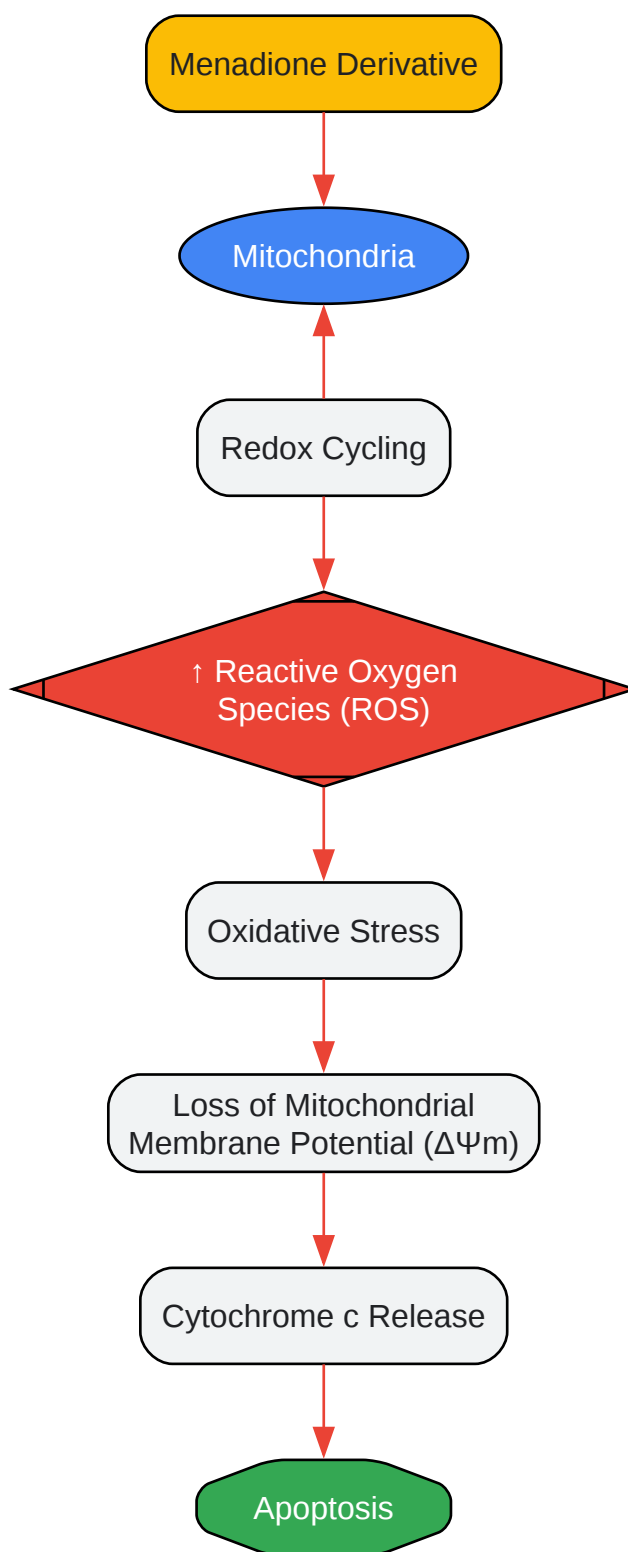 Menadione Derivative
Mitochondria
Redox Cycling
↑ Reactive Oxygen
Species (ROS)
Oxidative Stress
Loss of Mitochondrial
Membrane Potential (ΔΨm)
Cytochrome c Release
Apoptosis